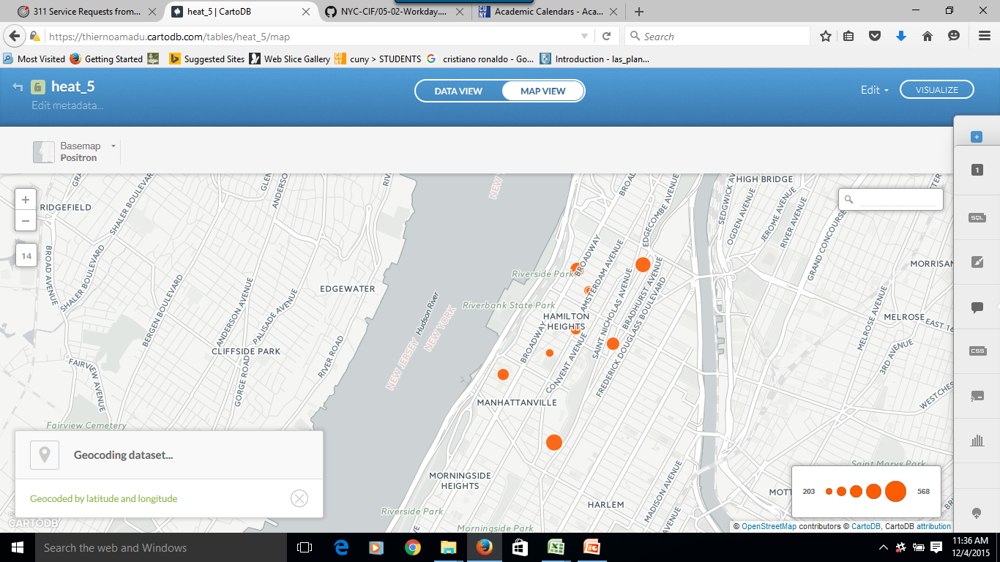 311 Service Requests from...
heat_5 | CartoDB
NYC-CIF/05-02-Workday....
Academic Calendars - Aca...
https://thiernoamadu.cartodb.com/tables/heat_5/map
Search
Most Visited
Getting Started
Suggested Sites
Web Slice Gallery
cuny > STUDENTS
cristiano ronaldo - Go...
Introduction - las_plan...
heat_5
Edit metadata...
DATA VIEW
MAP VIEW
Edit
VISUALIZE
Basemap
Positron
+
−
14
1
SQL
CSS
RIDGEFIELD
SHALER BOULEVARD
BROAD AVENUE
SHALER BOULEVARD
BERGEN BOULEVARD
ANDERSON AVENUE
PALISADE AVENUE
CLIFFSIDE PARK
GORGE ROAD
RIVER ROAD
FAIRVIEW AVENUE
Fairview Cemetery
EDGEWATER
Hudson River
NEW JERSEY
NEW YORK
Riverside Park
Riverbank State Park
HAMILTON
HEIGHTS
BROADWAY
AMSTERDAM AVENUE
EDGECOMBE AVENUE
SAINT NICHOLAS AVENUE
BRADHURST AVENUE
FREDERICK DOUGLASS BOULEVARD
BROADWAY
CONVENT AVENUE
MANHATTANVILLE
MORNINGSIDE
HEIGHTS
Riverside Park
Morningside Park
HARLEM
MADISON AVENUE
HIGH BRIDGE
SEDGWICK AVE
OGDEN AVENUE
JEROME AVENUE
RIVER AVENUE
GRAND CONCOURSE
MORRISAN
MELROSE
MELROSE AVENUE
EAST 16
3RD AVENUE
WESTCHES
Saint Marys Park
MOTT
Geocoding dataset...
Geocoded by latitude and longitude
CARTODB
203
568
© OpenStreetMap contributors © CartoDB, CartoDB attribution
Search the web and Windows
11:36 AM
12/4/2015